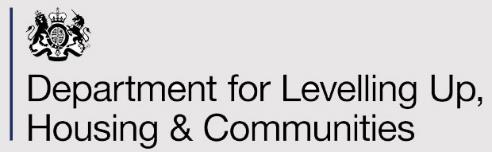 Department for Levelling Up,
Housing & Communities